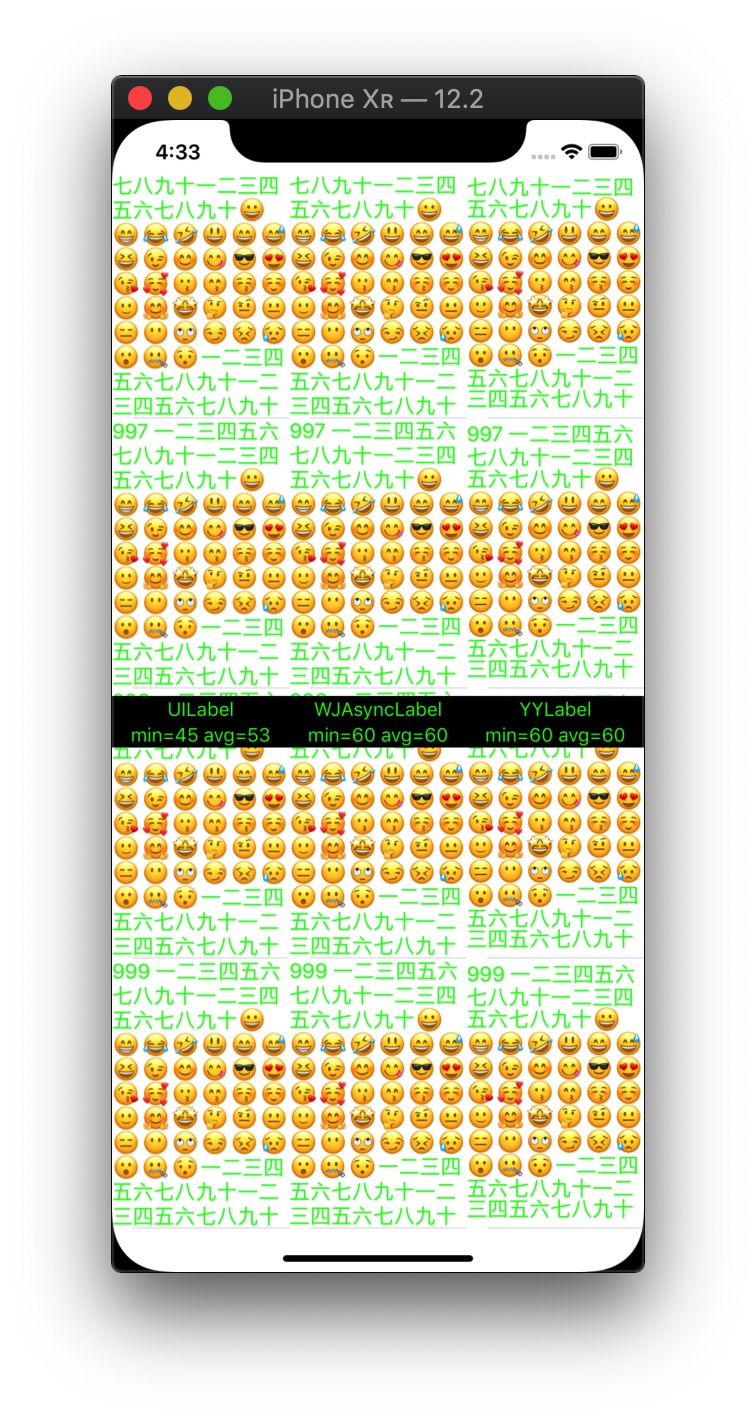 iPhone Xʀ — 12.2
4:33
七八九十一二三四
五六七八九十
一二三四
五六七八九十一二
三四五六七八九十
997 一二三四五六
七八九十一二三四
五六七八九十
一二三四
五六七八九十一二
三四五六七八九十
UILabel
min=45 avg=53
一二三四
五六七八九十一二
三四五六七八九十
999 一二三四五六
七八九十一二三四
五六七八九十
一二三四
五六七八九十一二
三四五六七八九十
七八九十一二三四
五六七八九十
一二三四
五六七八九十一二
三四五六七八九十
997 一二三四五六
七八九十一二三四
五六七八九十
一二三四
五六七八九十一二
三四五六七八九十
WJAsyncLabel
min=60 avg=60
一二三四
五六七八九十一二
三四五六七八九十
999 一二三四五六
七八九十一二三四
五六七八九十
一二三四
五六七八九十一二
三四五六七八九十
七八九十一二三四
五六七八九十
一二三四
五六七八九十一二
三四五六七八九十
997 一二三四五六
七八九十一二三四
五六七八九十
一二三四
五六七八九十一二
三四五六七八九十
YYLabel
min=60 avg=60
一二三四
五六七八九十一二
三四五六七八九十
999 一二三四五六
七八九十一二三四
五六七八九十
一二三四
五六七八九十一二
三四五六七八九十